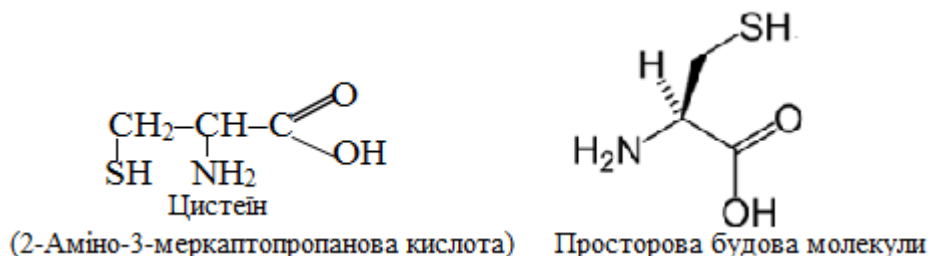 CH₂–CH–C
O
OH
SH NH₂
Цистеїн
(2-Аміно-3-меркаптопропанова кислота)
SH
H
H₂N
O
OH
Просторова будова молекули